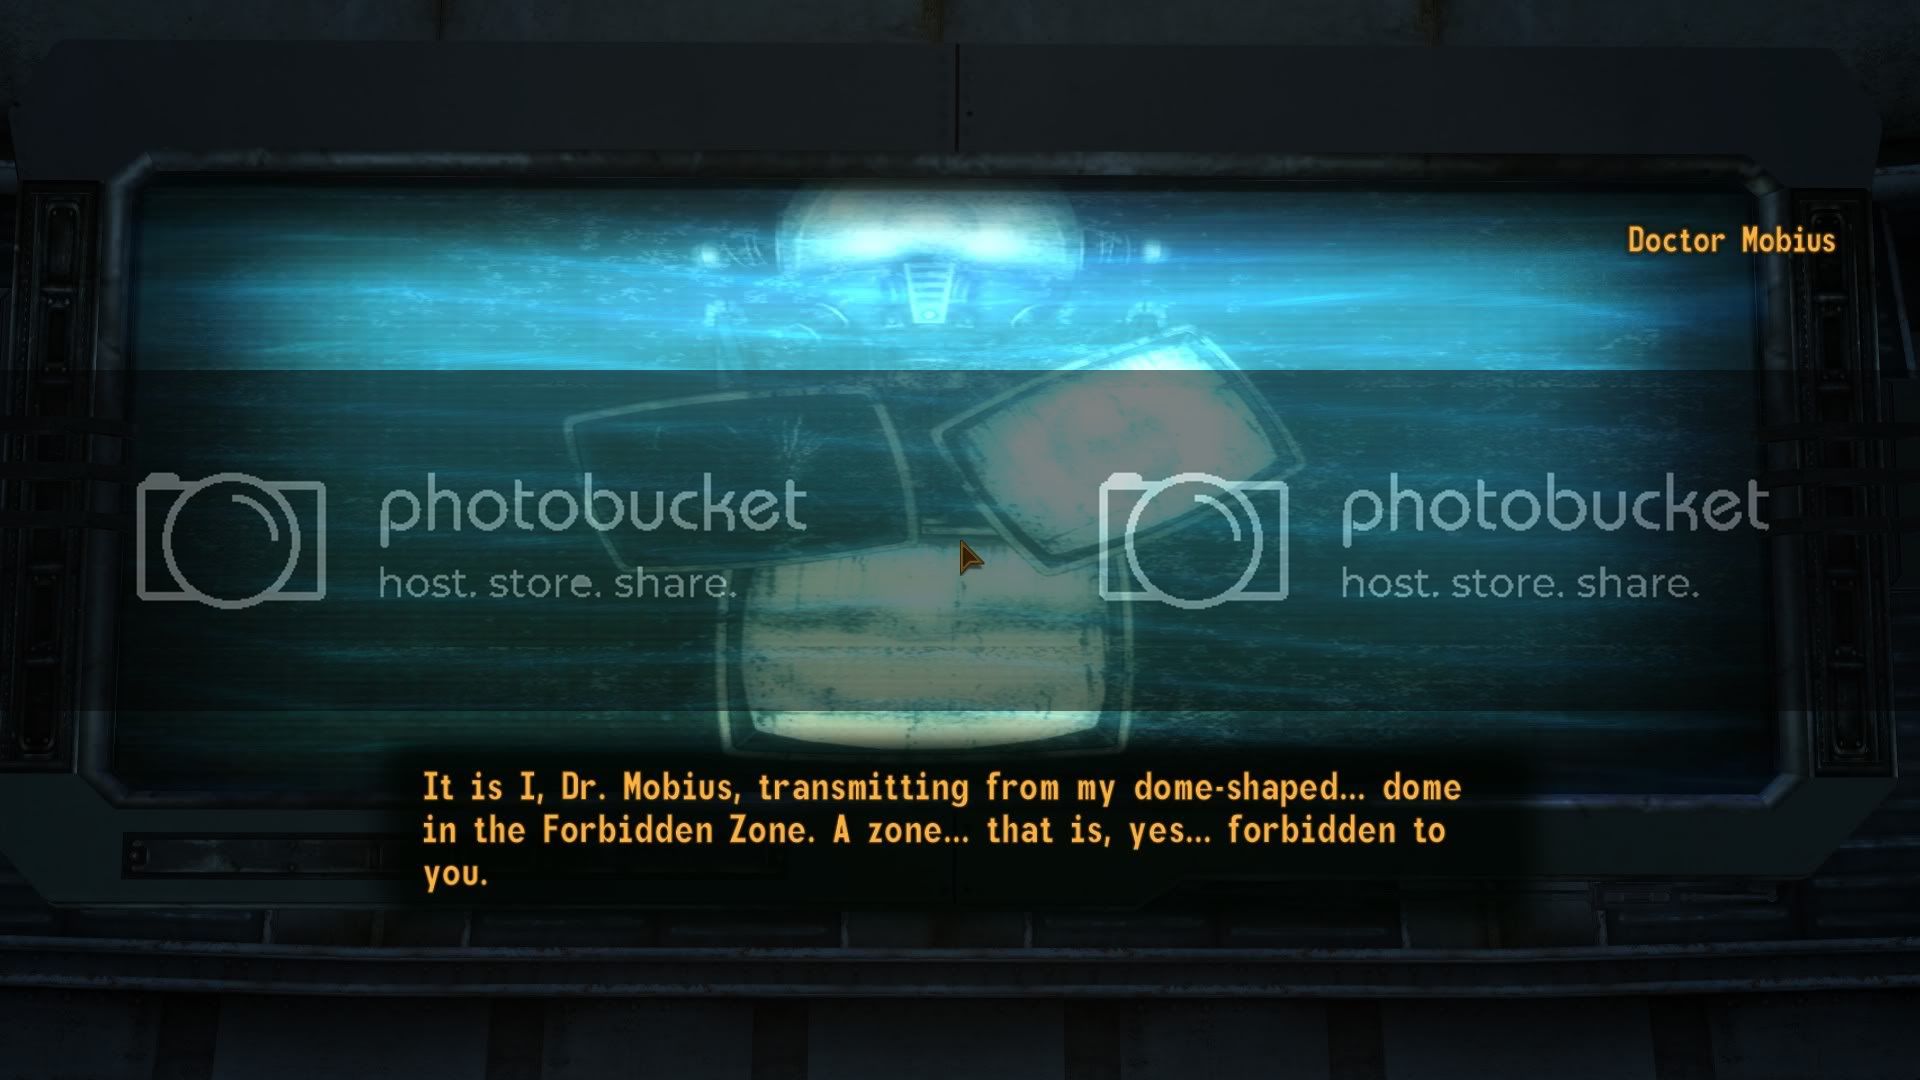 Doctor Mobius
photobucket
host. store. share.
photobucket
host. store. share.
It is I, Dr. Mobius, transmitting from my dome-shaped... dome
in the Forbidden Zone. A zone... that is, yes... forbidden to
you.